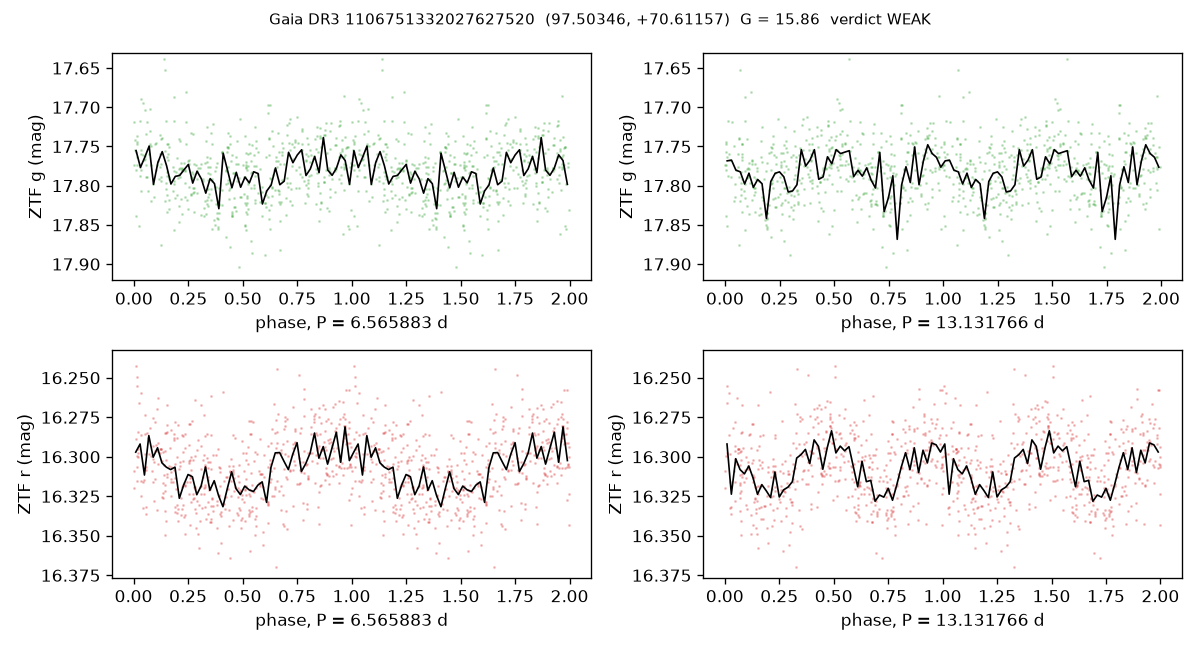 Gaia DR3 1106751332027627520 (97.50346, +70.61157) G = 15.86 verdict WEAK
ZTF g (mag)
17.65
17.70
17.75
17.80
17.85
17.90
0.00 0.25 0.50 0.75 1.00 1.25 1.50 1.75 2.00
phase, P = 6.565883 d
ZTF g (mag)
17.65
17.70
17.75
17.80
17.85
17.90
0.00 0.25 0.50 0.75 1.00 1.25 1.50 1.75 2.00
phase, P = 13.131766 d
ZTF r (mag)
16.250
16.275
16.300
16.325
16.350
16.375
0.00 0.25 0.50 0.75 1.00 1.25 1.50 1.75 2.00
phase, P = 6.565883 d
ZTF r (mag)
16.250
16.275
16.300
16.325
16.350
16.375
0.00 0.25 0.50 0.75 1.00 1.25 1.50 1.75 2.00
phase, P = 13.131766 d